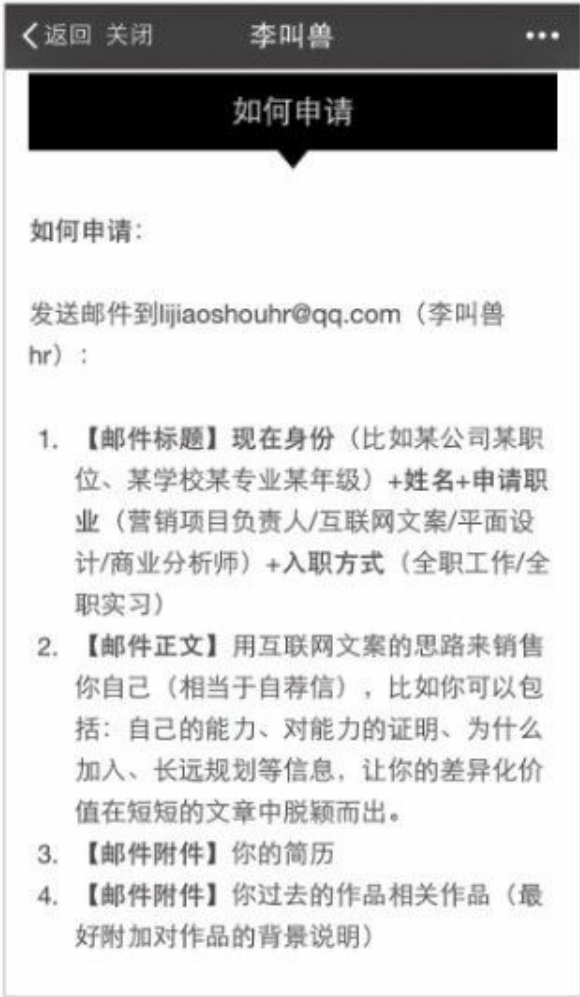 返回 关闭 李叫兽
如何申请
如何申请：
发送邮件到lijiaoshouhr@qq.com（李叫兽
hr）：
1. 【邮件标题】现在身份（比如某公司某职
位、某学校某专业某年级）+姓名+申请职
业（营销项目负责人/互联网文案/平面设
计/商业分析师）+入职方式（全职工作/全
职实习）
2. 【邮件正文】用互联网文案的思路来销售
你自己（相当于自荐信），比如你可以包
括：自己的能力、对能力的证明、为什么
加入、长远规划等信息，让你的差异化价
值在短短的文章中脱颖而出。
3. 【邮件附件】你的简历
4. 【邮件附件】你过去的作品相关作品（最
好附加对作品的背景说明）